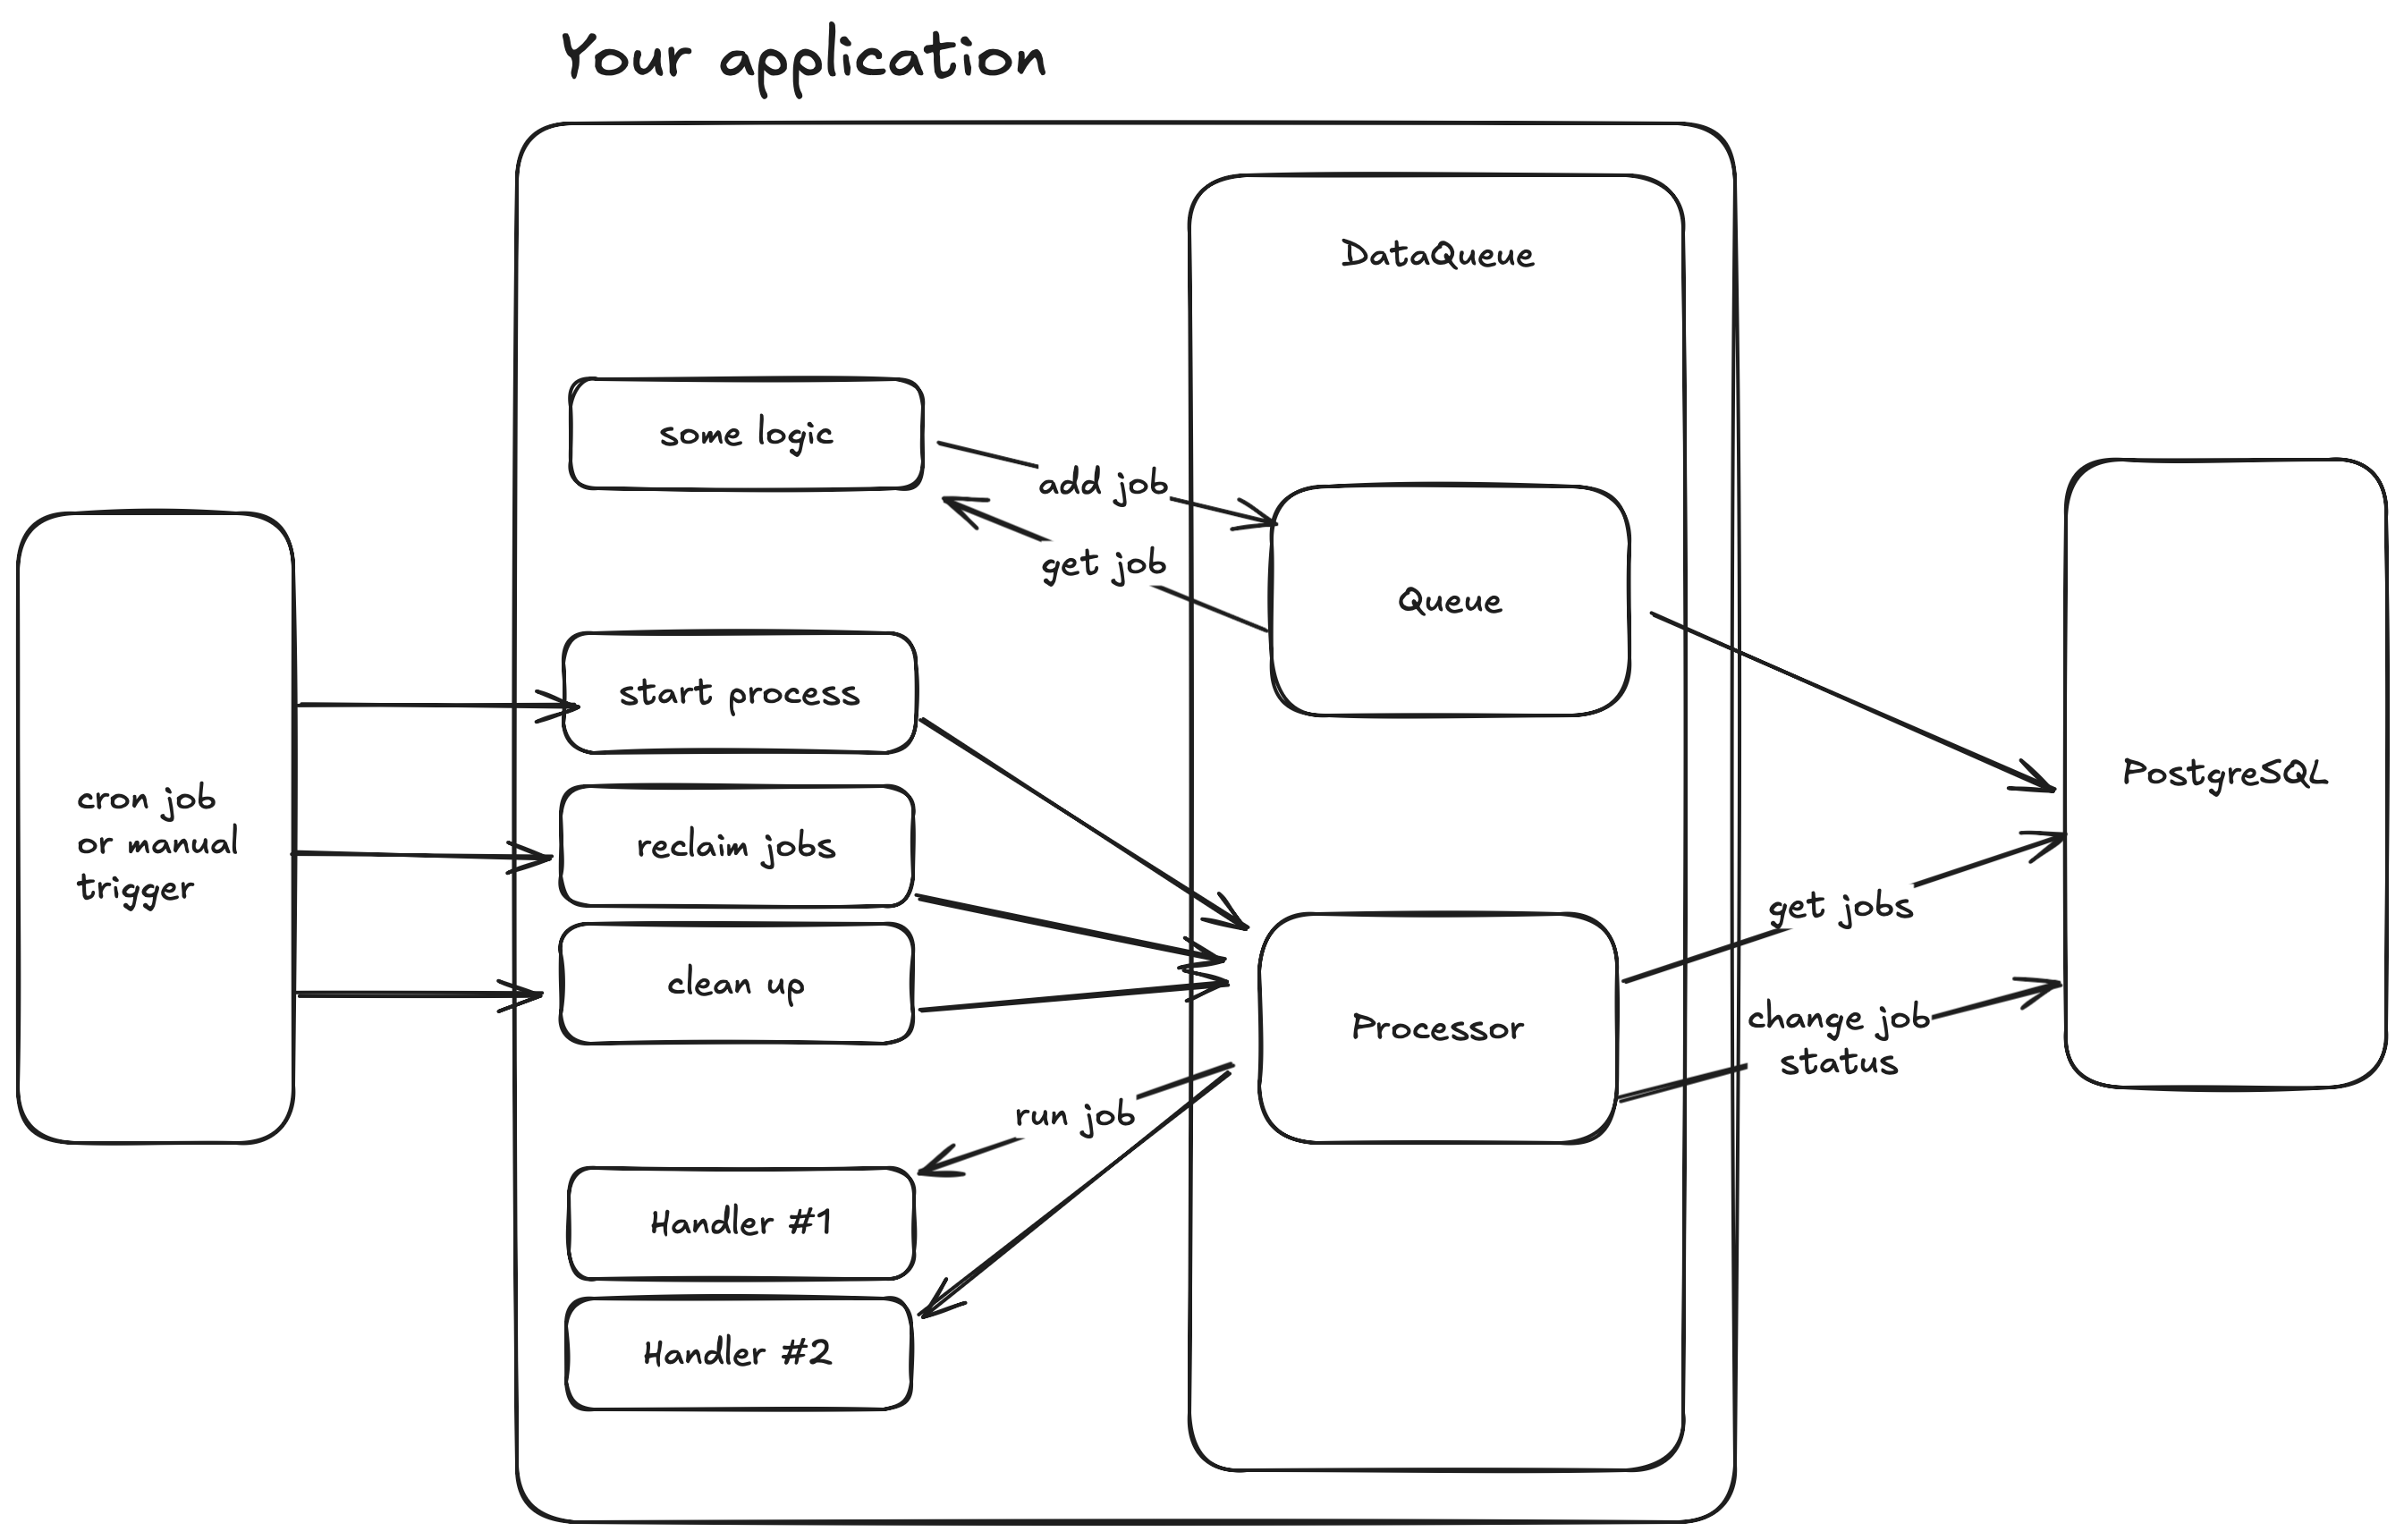 Your application
DataQueue
some logic
add job
get job
Queue
start process
PostgreSQL
cron job
or manual
trigger
reclaim jobs
get jobs
clean up
change job
status
Processor
run job
Handler #1
Handler #2